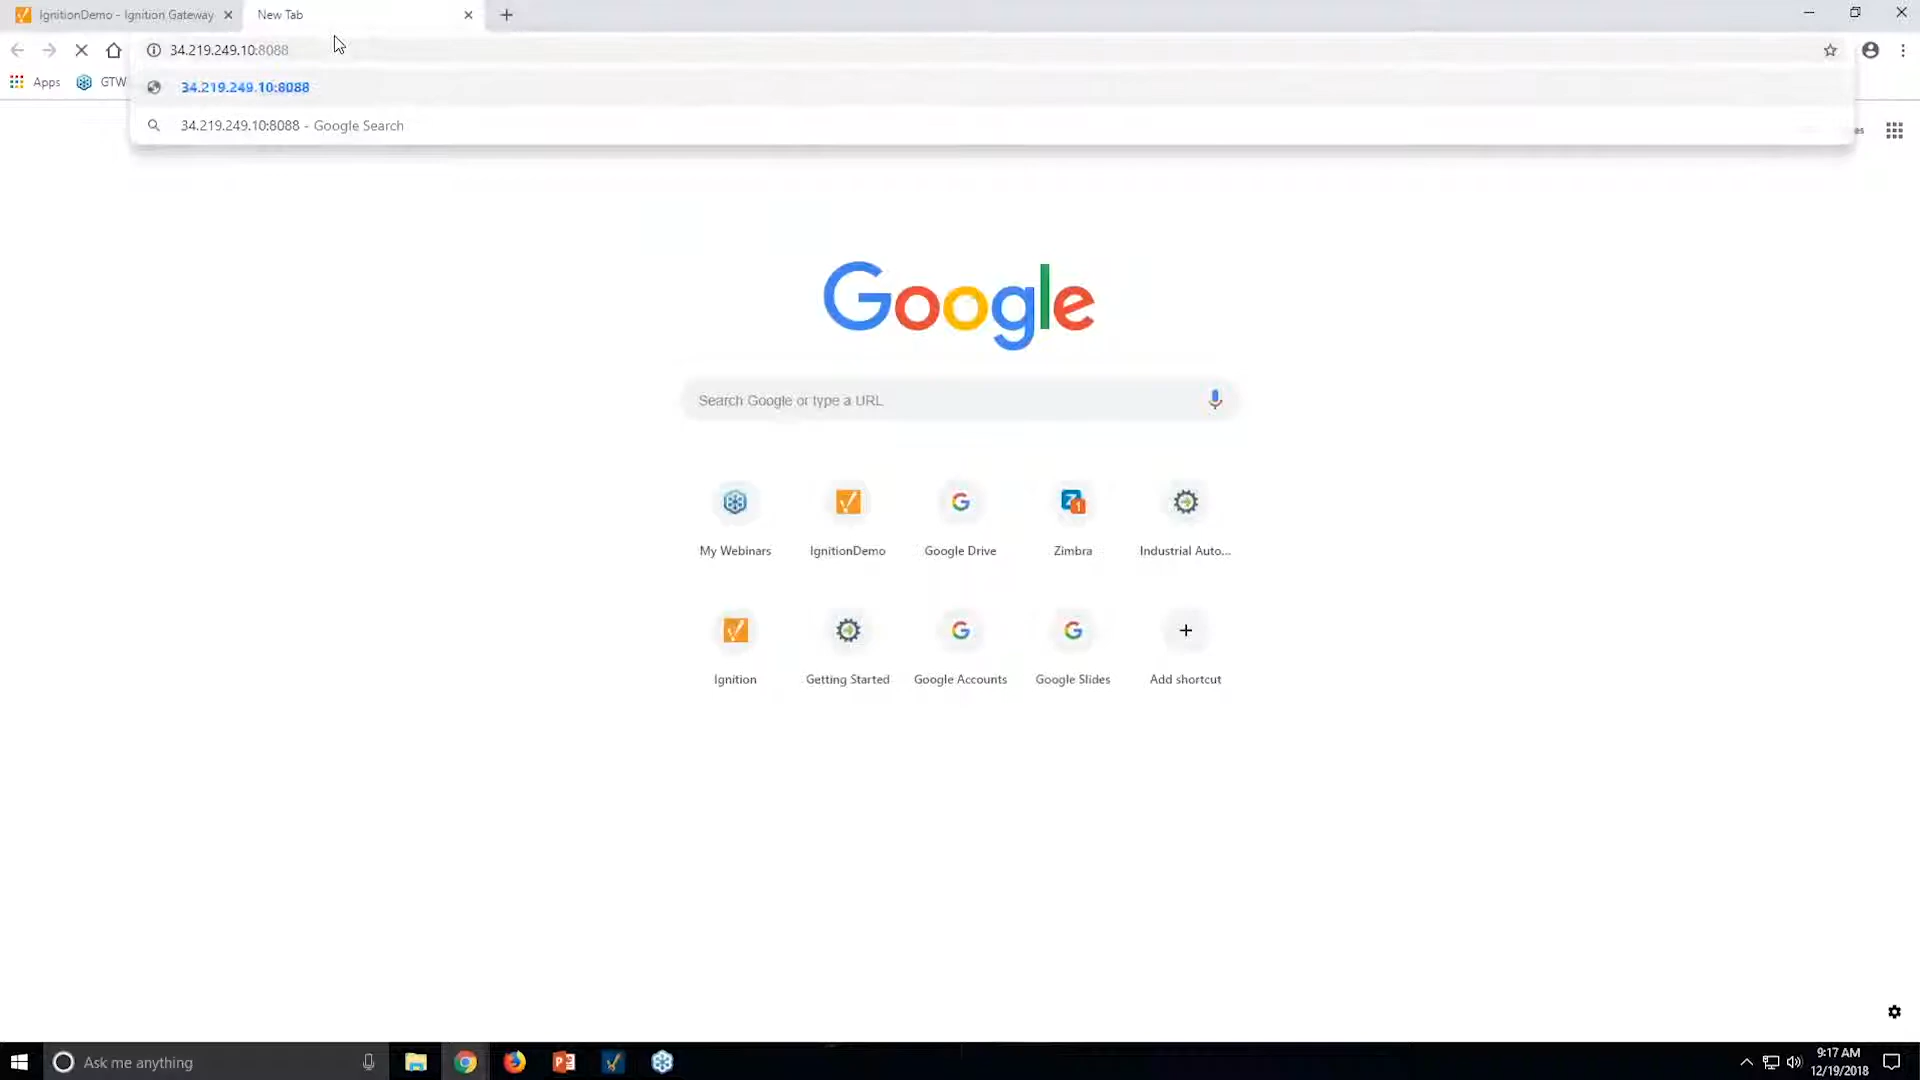 IgnitionDemo - Ignition Gateway
New Tab
34.219.249.10:8088
Apps
GTW
34.219.249.10:8088
34.219.249.10:8088 - Google Search
es
Google
Search Google or type a URL
My Webinars
IgnitionDemo
Google Drive
Zimbra
Industrial Auto...
Ignition
Getting Started
Google Accounts
Google Slides
Add shortcut
Ask me anything
9:17 AM
12/19/2018